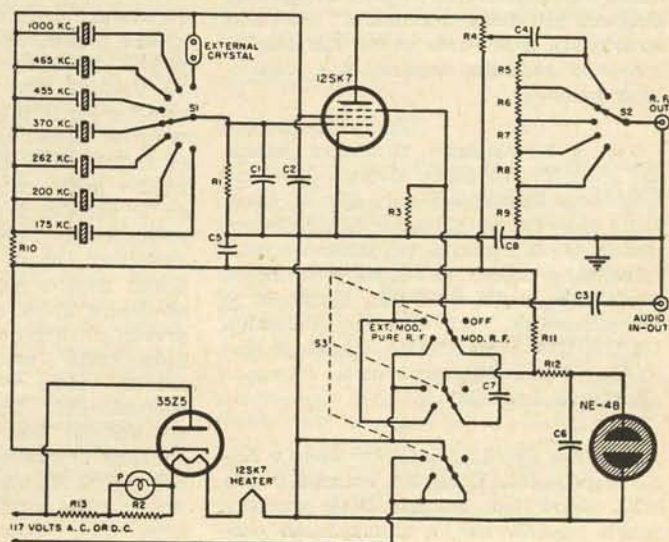 1000 KC.
465 KC.
455 KC.
370 KC.
262 KC.
200 KC.
175 KC.
EXTERNAL
CRYSTAL
S1
12SK7
R1
C1
C2
R3
R4
C4
R5
R6
R7
R8
R9
S2
R.F.
OUT
R10
C5
C8
C3
AUDIO
IN-OUT
EXT. MOD.
PURE R.F.
OFF
MOD. R.F.
S3
R11
R12
C7
C6
NE-48
35Z5
P
R13
R2
12SK7
HEATER
117 VOLTS A.C. OR D.C.